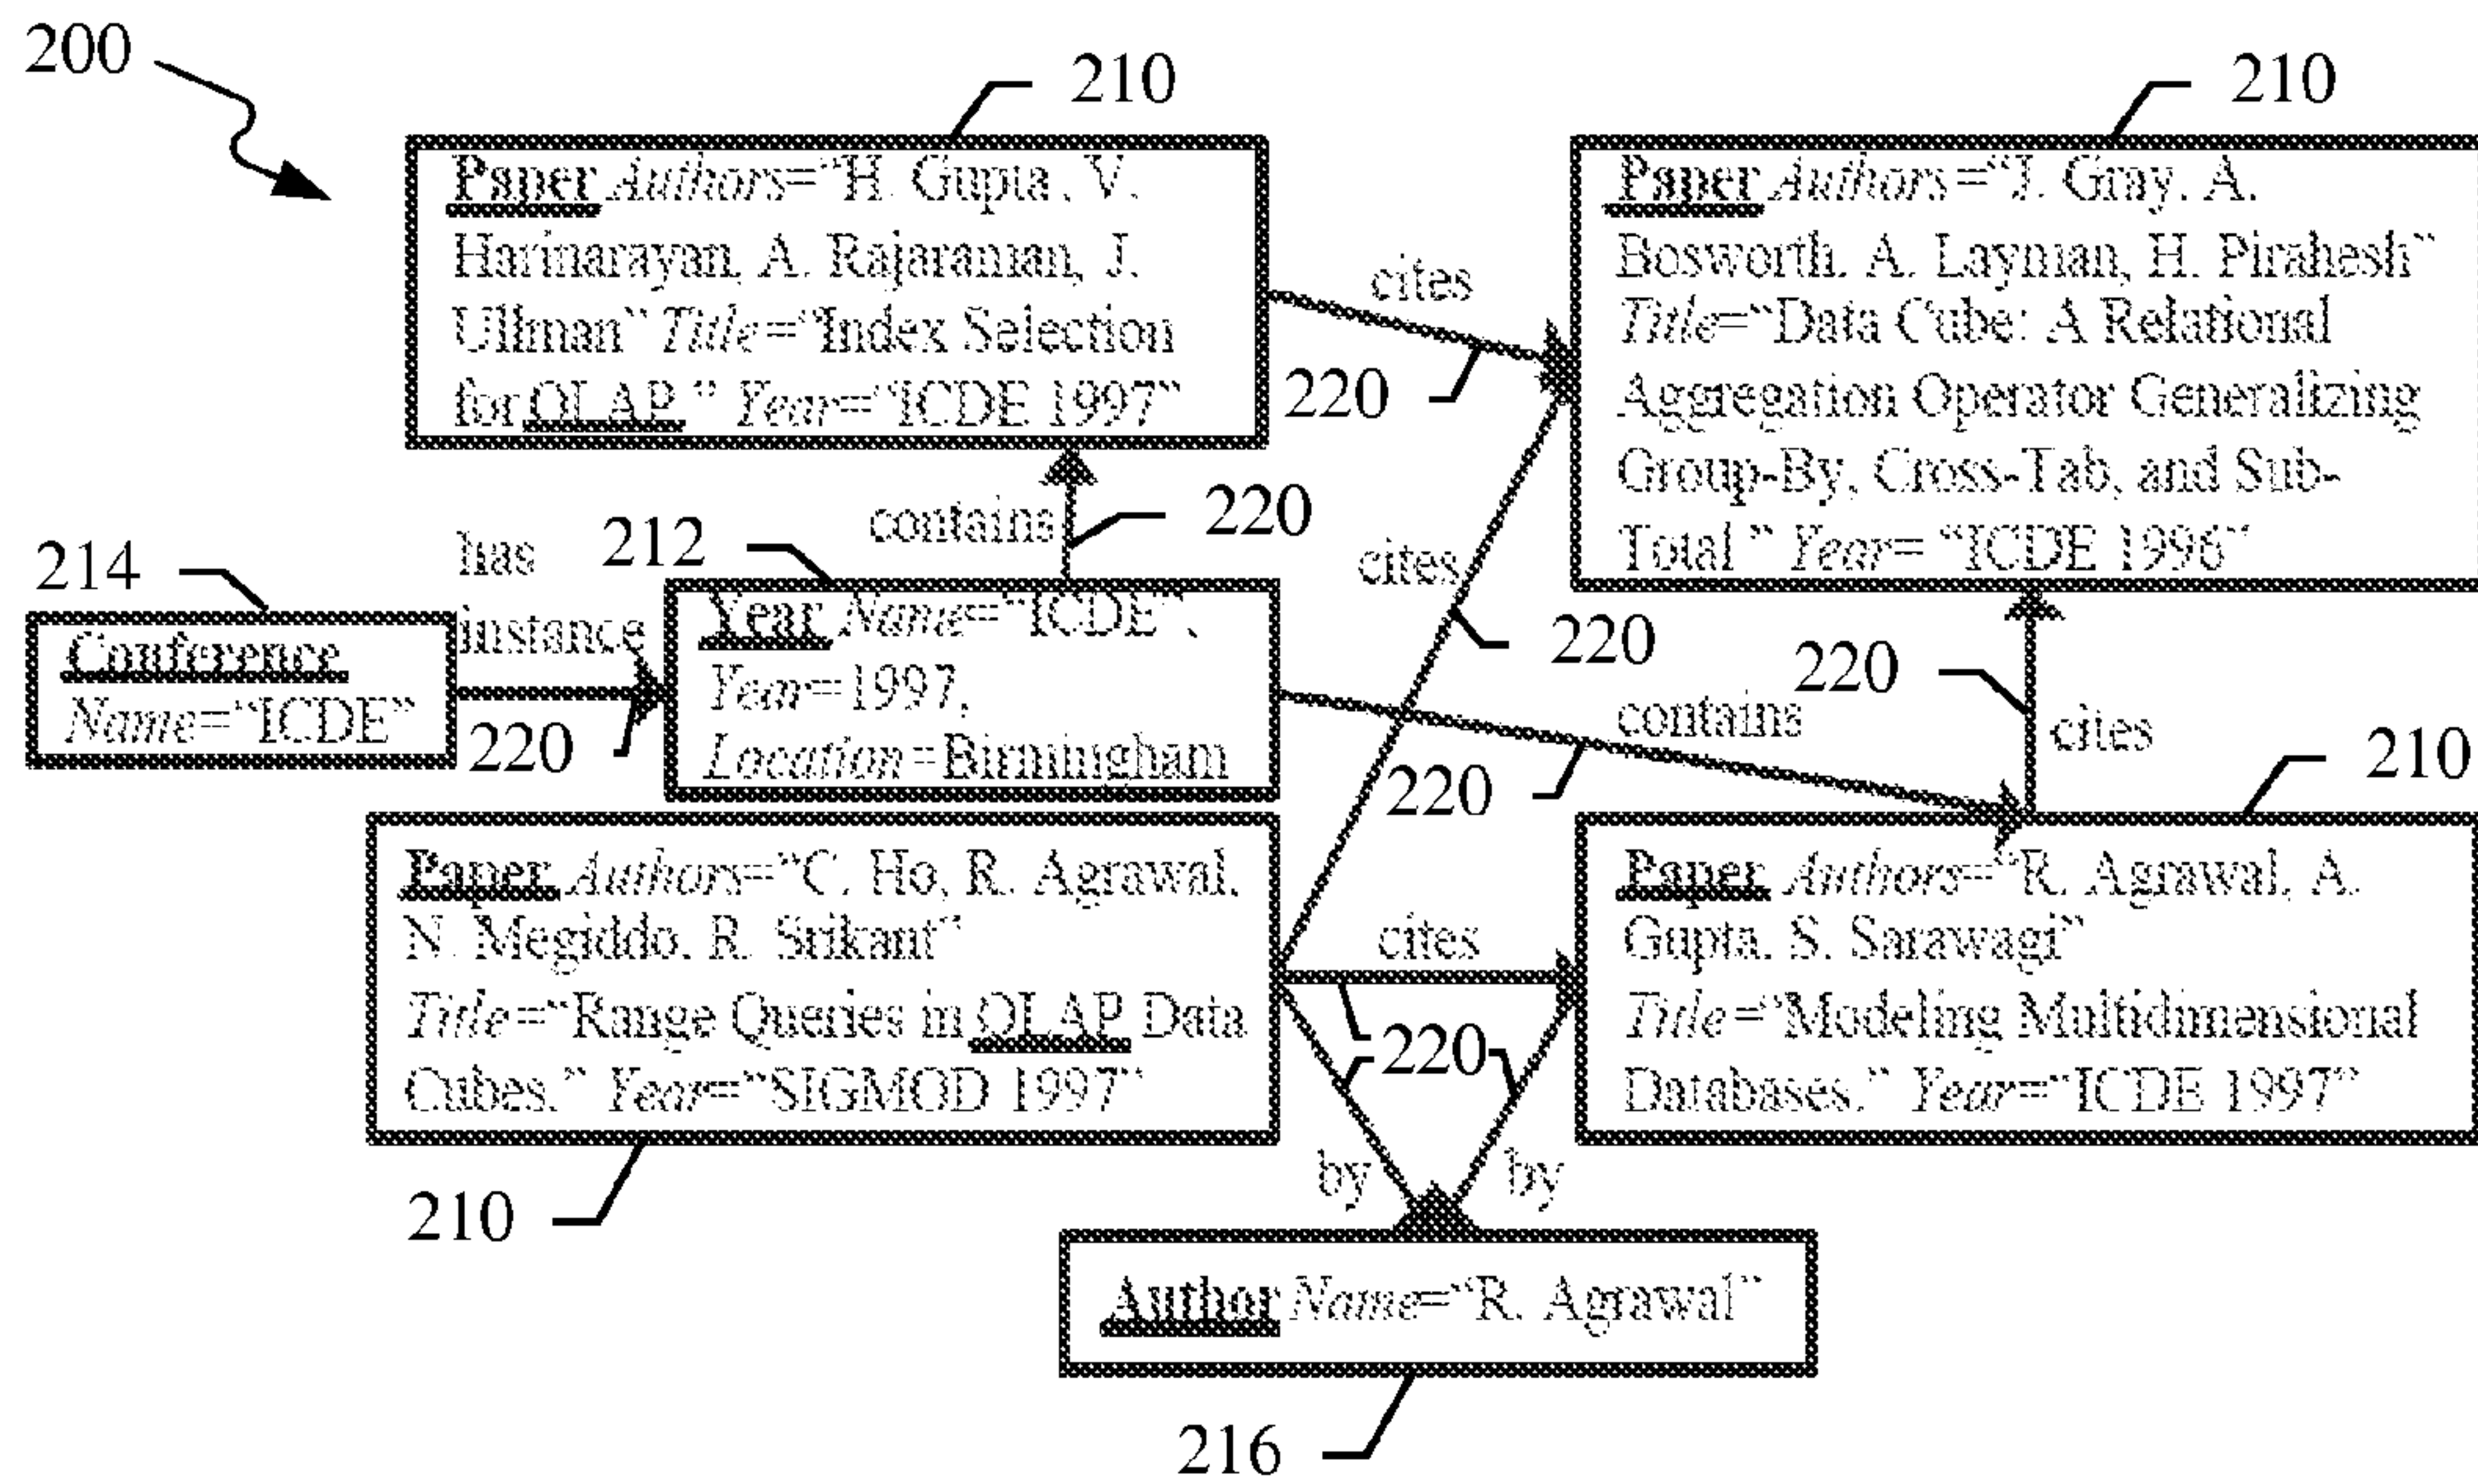 200
210
Paper Authors="H. Gupta, V.
Harinarayan, A. Rajaraman, J.
Ullman" Title="Index Selection
for OLAP." Year="ICDE 1997"
210
Paper Authors="J. Gray, A.
Bosworth, A. Layman, H. Pirahesh"
Title="Data Cube: A Relational
Aggregation Operator Generalizing
Group-By, Cross-Tab, and Sub-
Total." Year= "ICDE 1996"
cites
220
contains
220
cites
220
214
Conference
Name="ICDE"
has
instance
220
212
Year Name="ICDE",
Year=1997,
Location=Birmingham
contains
220
220
cites
210
Paper Authors="C. Ho, R. Agrawal,
N. Megiddo, R. Srikant"
Title="Range Queries in OLAP Data
Cubes." Year="SIGMOD 1997"
210
cites
220
by
by
210
Paper Authors="R. Agrawal, A.
Gupta, S. Sarawagi"
Title="Modeling Multidimensional
Databases." Year="ICDE 1997"
Author Name="R. Agrawal"
216